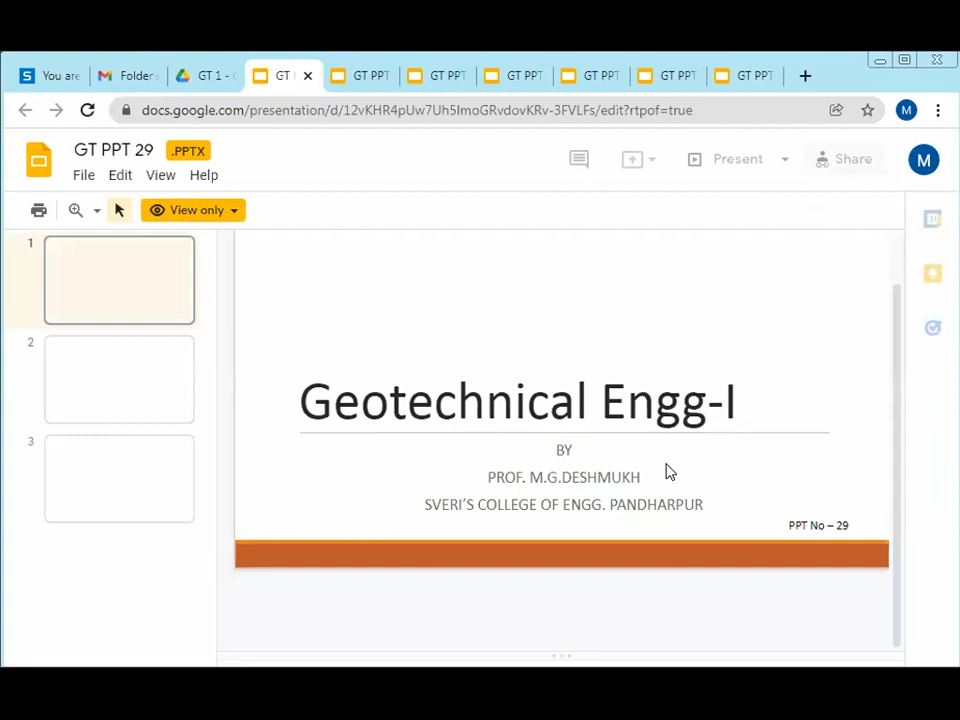 S You are
Folder
GT 1 -
GT
GT PPT
GT PPT
GT PPT
GT PPT
GT PPT
GT PPT
docs.google.com/presentation/d/12vKHR4pUw7Uh5ImoGRvdovKRv-3FVLFs/edit?rtpof=true
M
GT PPT 29 .PPTX
File Edit View Help
Present
Share
M
View only
1
2
3
Geotechnical Engg-I
BY
PROF. M.G.DESHMUKH
SVERI'S COLLEGE OF ENGG. PANDHARPUR
PPT No – 29